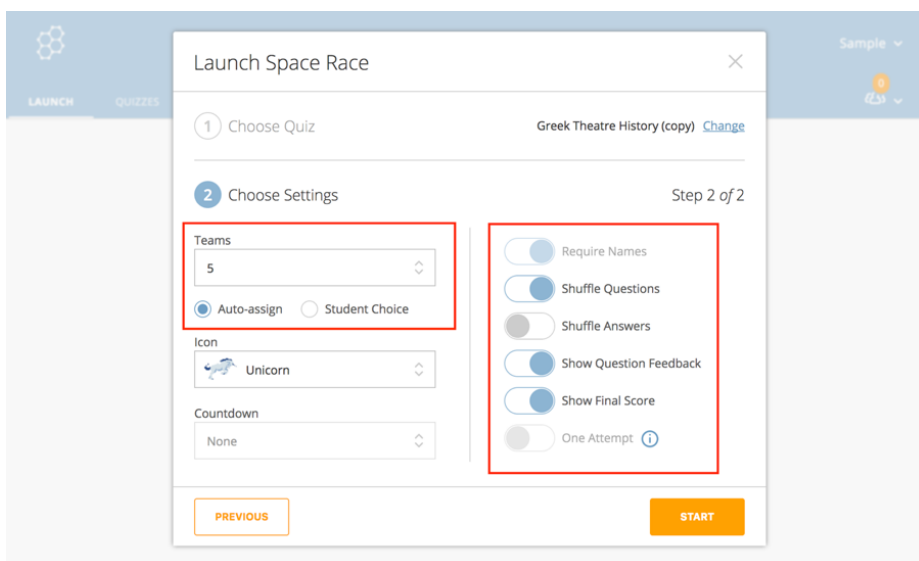 Sample
0
LAUNCH QUIZZES
Launch Space Race
1 Choose Quiz
Greek Theatre History (copy) Change
2 Choose Settings
Step 2 of 2
Teams
5
Auto-assign Student Choice
Icon
Unicorn
Countdown
None
Require Names
Shuffle Questions
Shuffle Answers
Show Question Feedback
Show Final Score
One Attempt i
PREVIOUS
START